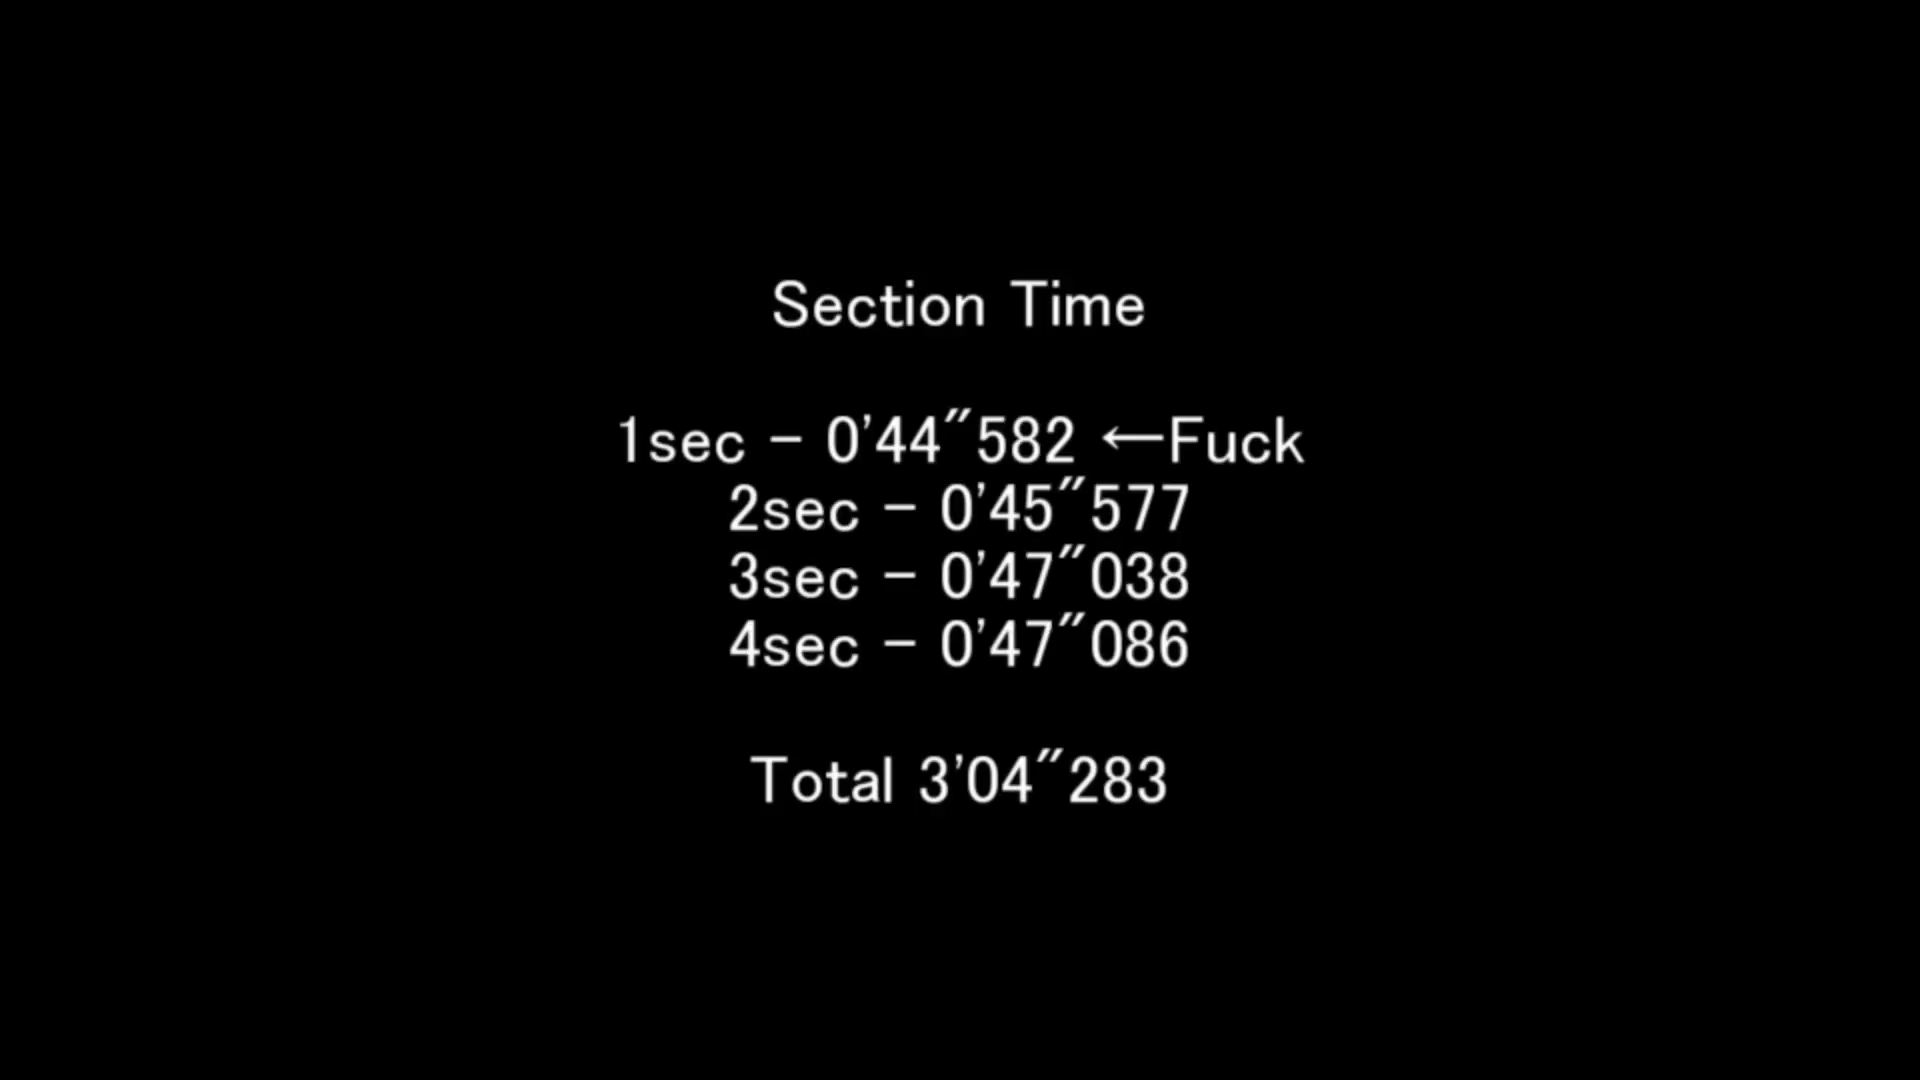 Section Time
1sec - 0'44"582 ←Fuck
2sec - 0'45"577
3sec - 0'47"038
4sec - 0'47"086
Total 3'04"283